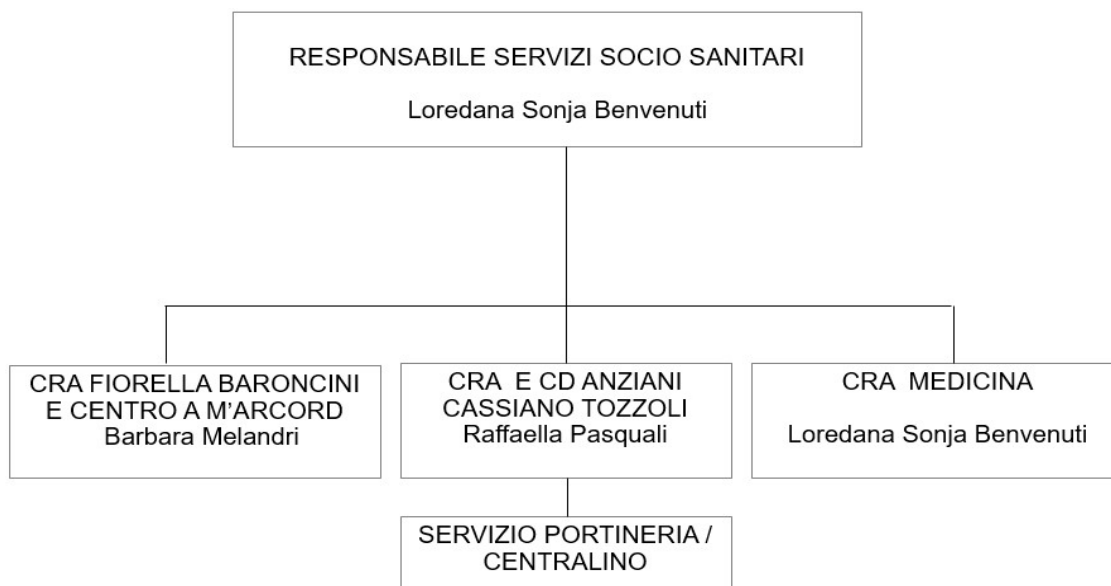 RESPONSABILE SERVIZI SOCIO SANITARI
Loredana Sonja Benvenuti
CRA FIORELLA BARONCINI
E CENTRO A M’ARCORD
Barbara Melandri
CRA E CD ANZIANI
CASSIANO TOZZOLI
Raffaella Pasquali
CRA MEDICINA
Loredana Sonja Benvenuti
SERVIZIO PORTINERIA /
CENTRALINO